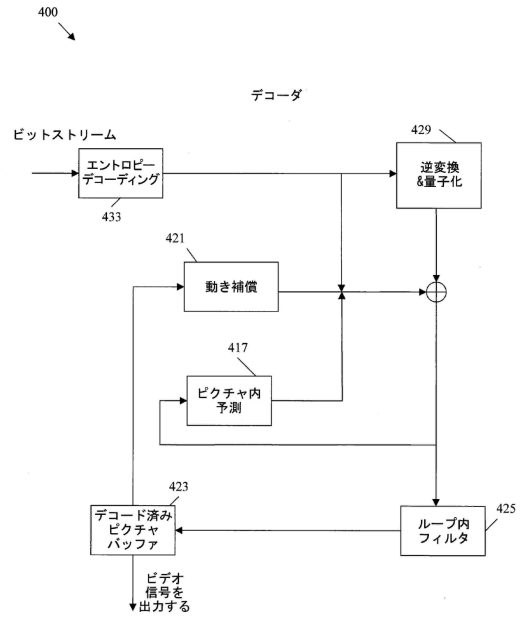 400
デコーダ
ビットストリーム
429
エントロピー
デコーディング
逆変換
&量子化
433
421
動き補償
417
ピクチャ内
予測
423
デコード済み
ピクチャ
バッファ
ループ内
フィルタ
425
ビデオ
信号を
出力する